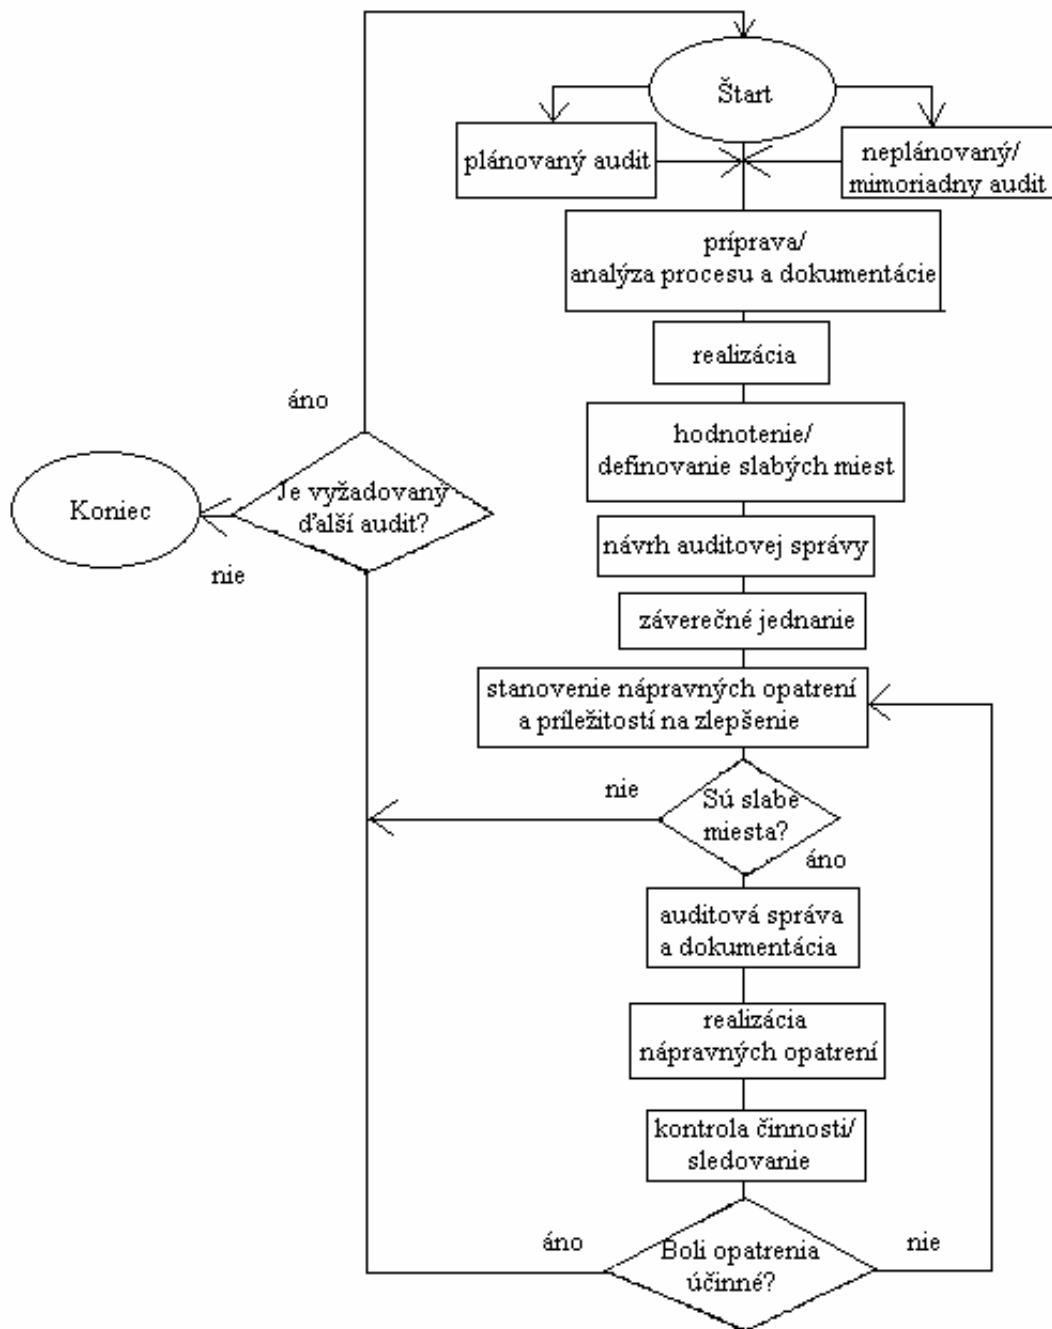 Štart
plánovaný audit
neplánovaný/
mimoriadny audit
príprava/
analýza procesu a dokumentácie
realizácia
hodnotenie/
definovanie slabých miest
áno
Je vyžadovaný
ďalší audit?
Koniec
nie
návrh auditovej správy
záverečné jednanie
stanovenie nápravných opatrení
a príležitostí na zlepšenie
nie
Sú slabé
miesta?
áno
auditová správa
a dokumentácia
realizácia
nápravných opatrení
kontrola činnosti/
sledovanie
áno
Boli opatrenia
účinné?
nie